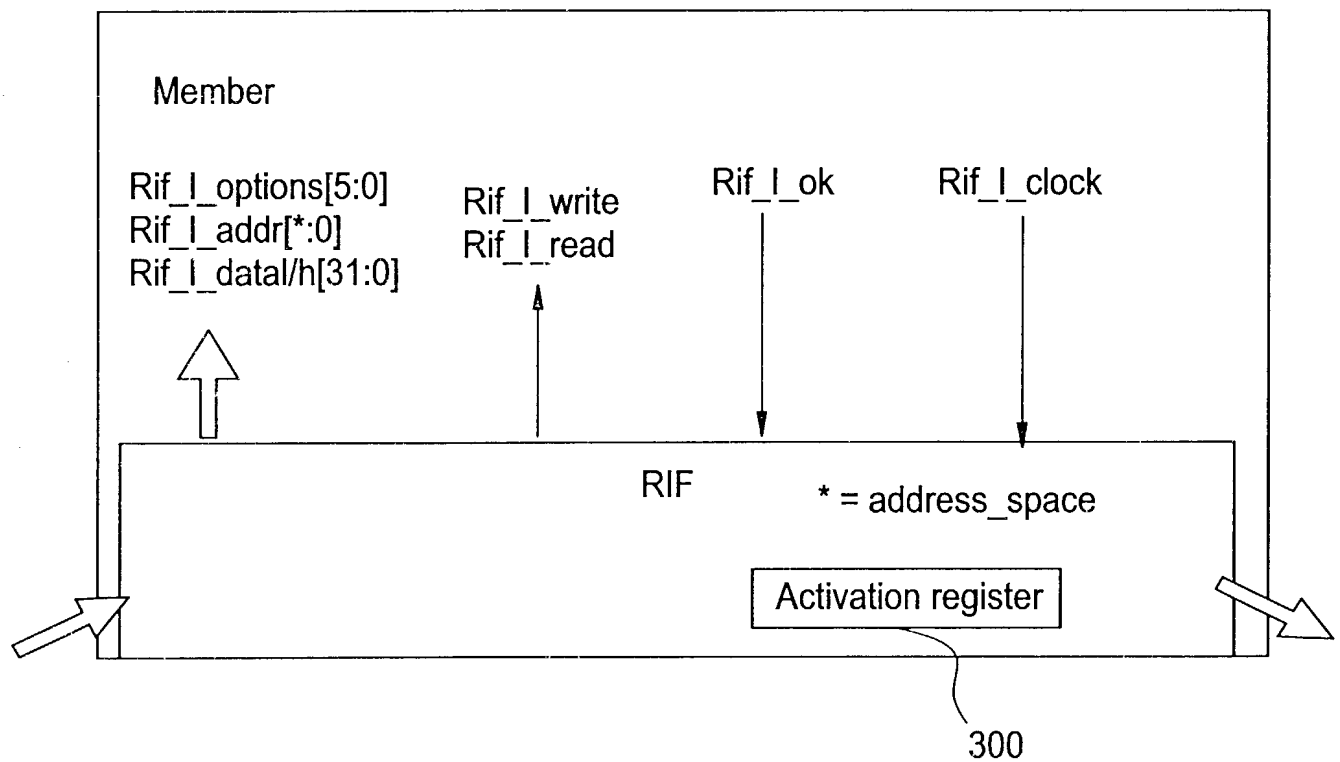 Member
Rif_I_options[5:0]
Rif_I_addr[*:0]
Rif_I_datal/h[31:0]
Rif_I_write
Rif_I_read
Rif_I_ok
Rif_I_clock
RIF
* = address_space
Activation register
300